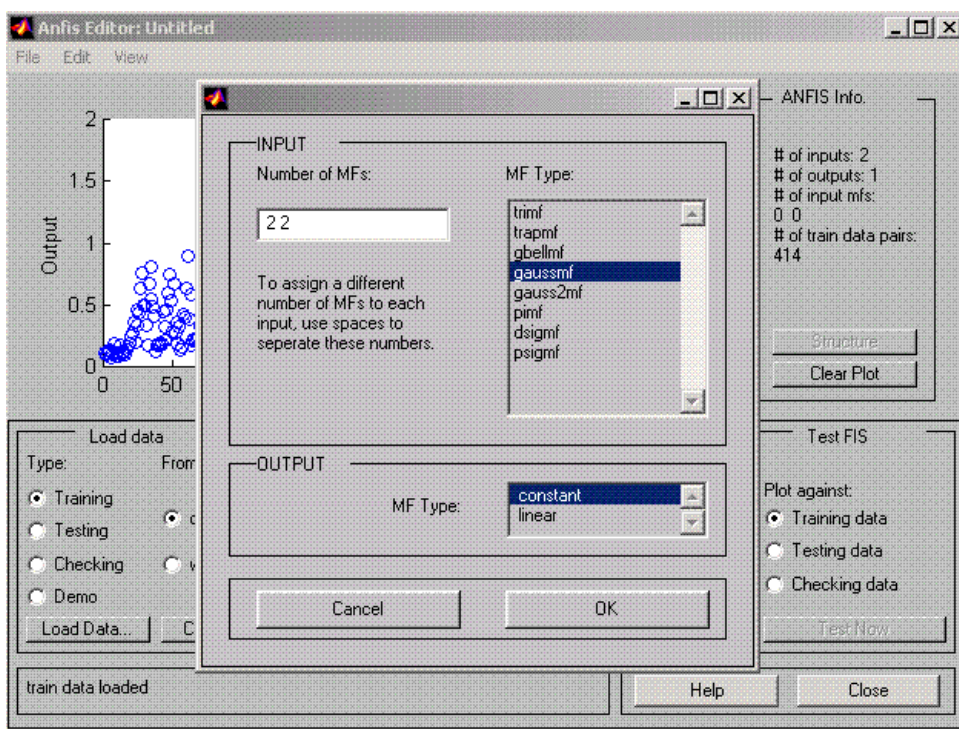 Anfis Editor: Untitled
File Edit View
2
1.5
1
0.5
0
Output
0 50
INPUT
Number of MFs:
2 2
To assign a different
number of MFs to each
input, use spaces to
seperate these numbers.
MF Type:
trimf
trapmf
gbellmf
gaussmf
gauss2mf
pimf
dsigmf
psigmf
OUTPUT
MF Type:
constant
linear
Cancel OK
ANFIS Info.
# of inputs: 2
# of outputs: 1
# of input mfs:
0 0
# of train data pairs:
414
Structure
Clear Plot
Load data
Type: From
Training
Testing
Checking
Demo
Load Data...
Test FIS
Plot against:
Training data
Testing data
Checking data
Test Now
train data loaded
Help Close